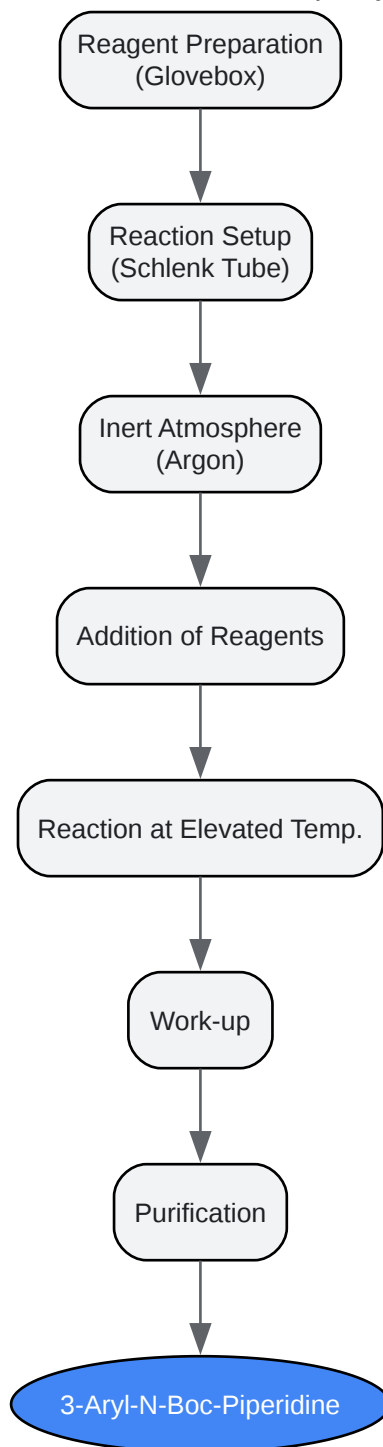 Reagent Preparation
(Glovebox)
Reaction Setup
(Schlenk Tube)
Inert Atmosphere
(Argon)
Addition of Reagents
Reaction at Elevated Temp.
Work-up
Purification
3-Aryl-N-Boc-Piperidine